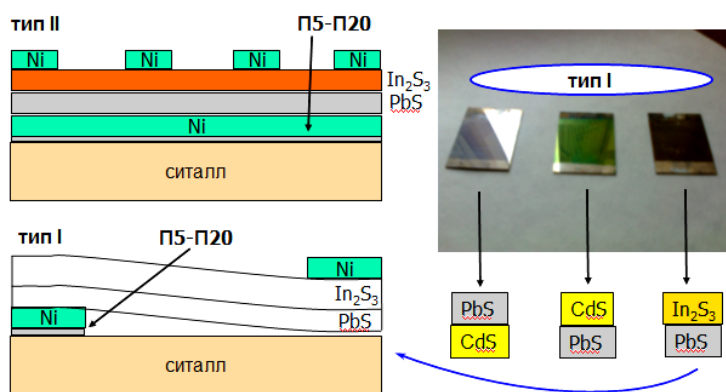 тип II
П5-П20
Ni Ni Ni Ni
In2S3
PbS
Ni
ситалл
тип I
тип I
П5-П20
Ni
In2S3
Ni
PbS
ситалл
PbS
CdS
CdS
PbS
In2S3
PbS